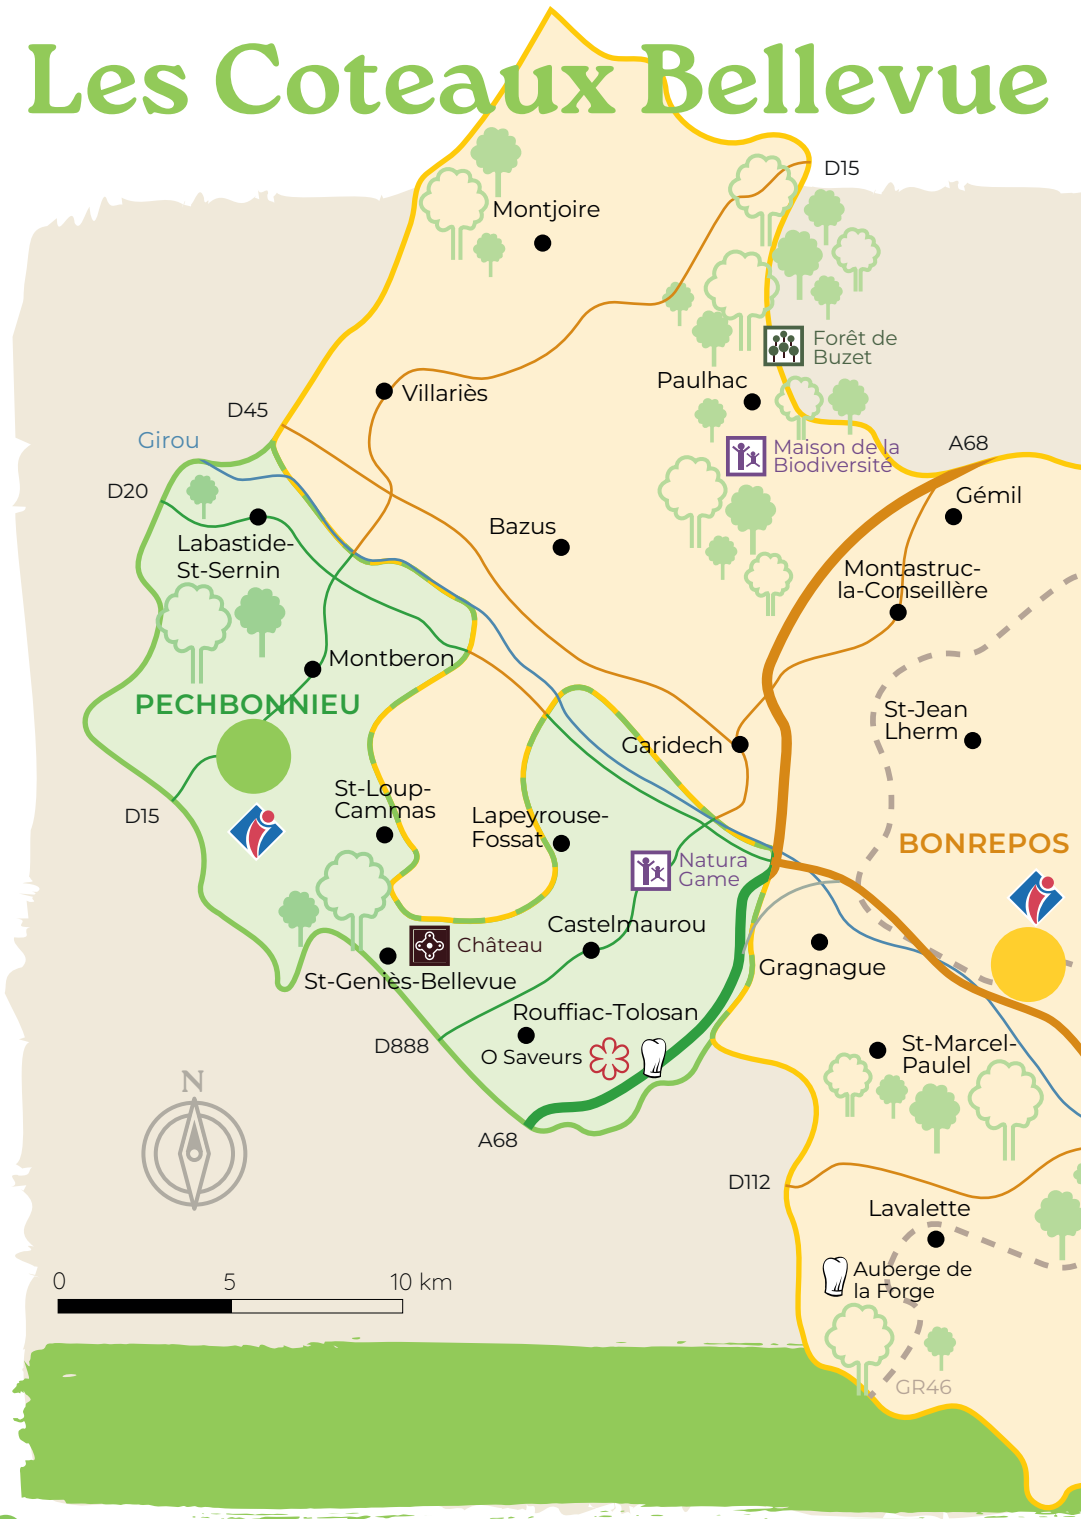 Les Coteaux Bellevue
D15
Montjoire
Forêt de
Buzet
Paulhac
Villariès
D45
Girou
A68
Maison de la
Biodiversité
D20
Gémil
Bazus
Labastide-
St-Sernin
Montastruc-
la-Conseillère
Montberon
PECHBONNIEU
St-Jean
Lherm
Garidech
D15
St-Loup-
Cammas
Lapeyrouse-
Fossat
BONREPOS
Natura
Game
Castelmaurou
Château
Gragnague
St-Geniès-Bellevue
Rouffiac-Tolosan
D888
O Saveurs
St-Marcel-
Paulel
N
A68
D112
Lavalette
Auberge de
la Forge
0 5 10 km
GR46